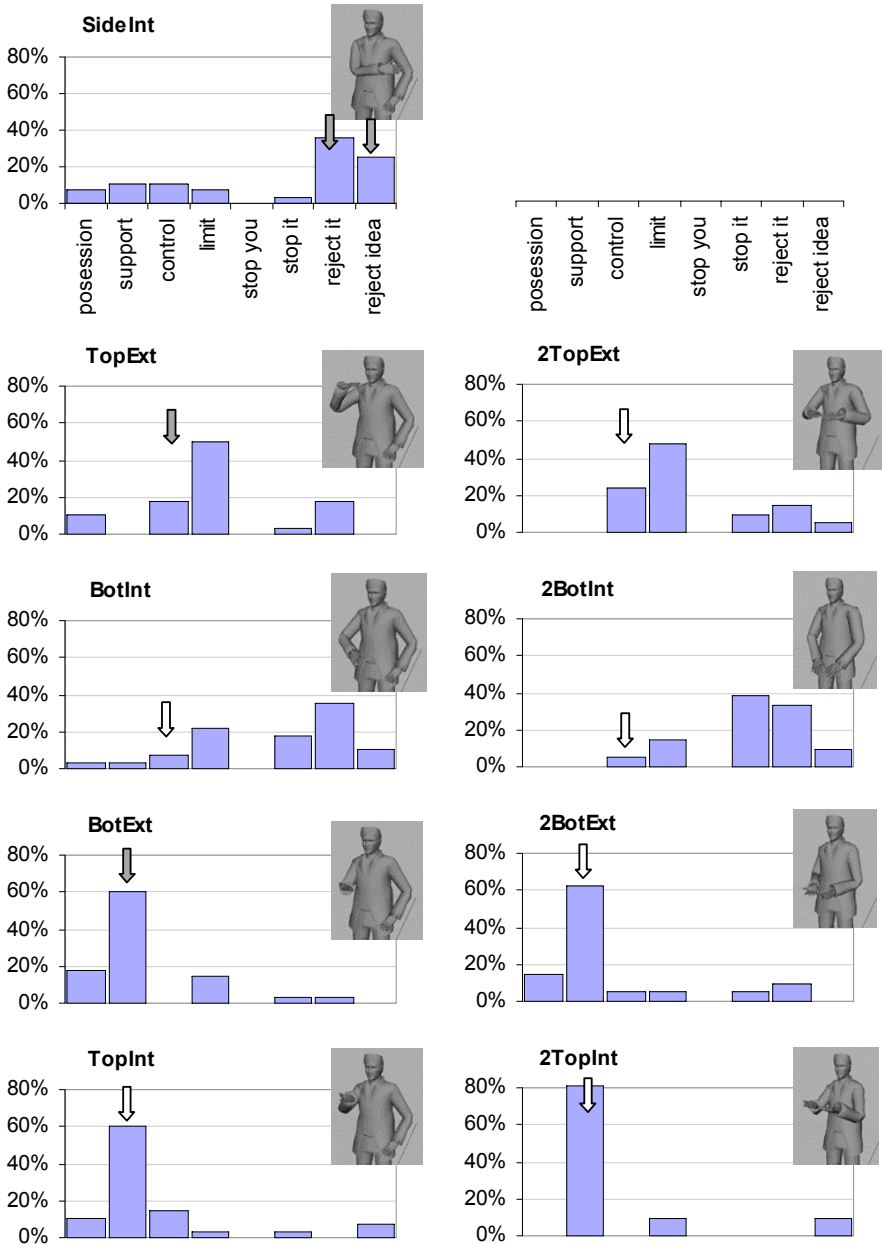 SideInt
80%
60%
40%
20%
0%
posession
support
control
limit
stop you
stop it
reject it
reject idea
posession
support
control
limit
stop you
stop it
reject it
reject idea
TopExt
80%
60%
40%
20%
0%
2TopExt
80%
60%
40%
20%
0%
BotInt
80%
60%
40%
20%
0%
2BotInt
80%
60%
40%
20%
0%
BotExt
80%
60%
40%
20%
0%
2BotExt
80%
60%
40%
20%
0%
TopInt
80%
60%
40%
20%
0%
2TopInt
80%
60%
40%
20%
0%